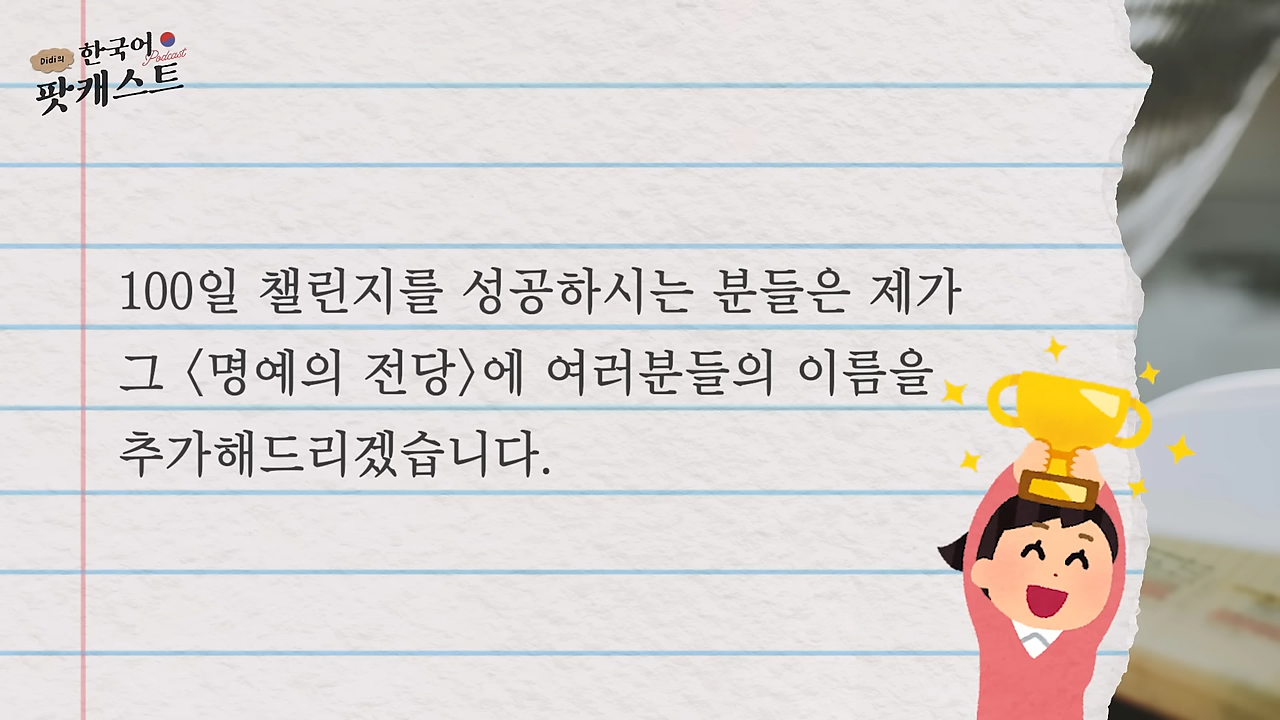 Didi의
한국어
Podcast
팟캐스트
100일 챌린지를 성공하시는 분들은 제가
그 〈명예의 전당〉에 여러분들의 이름을
추가해드리겠습니다.